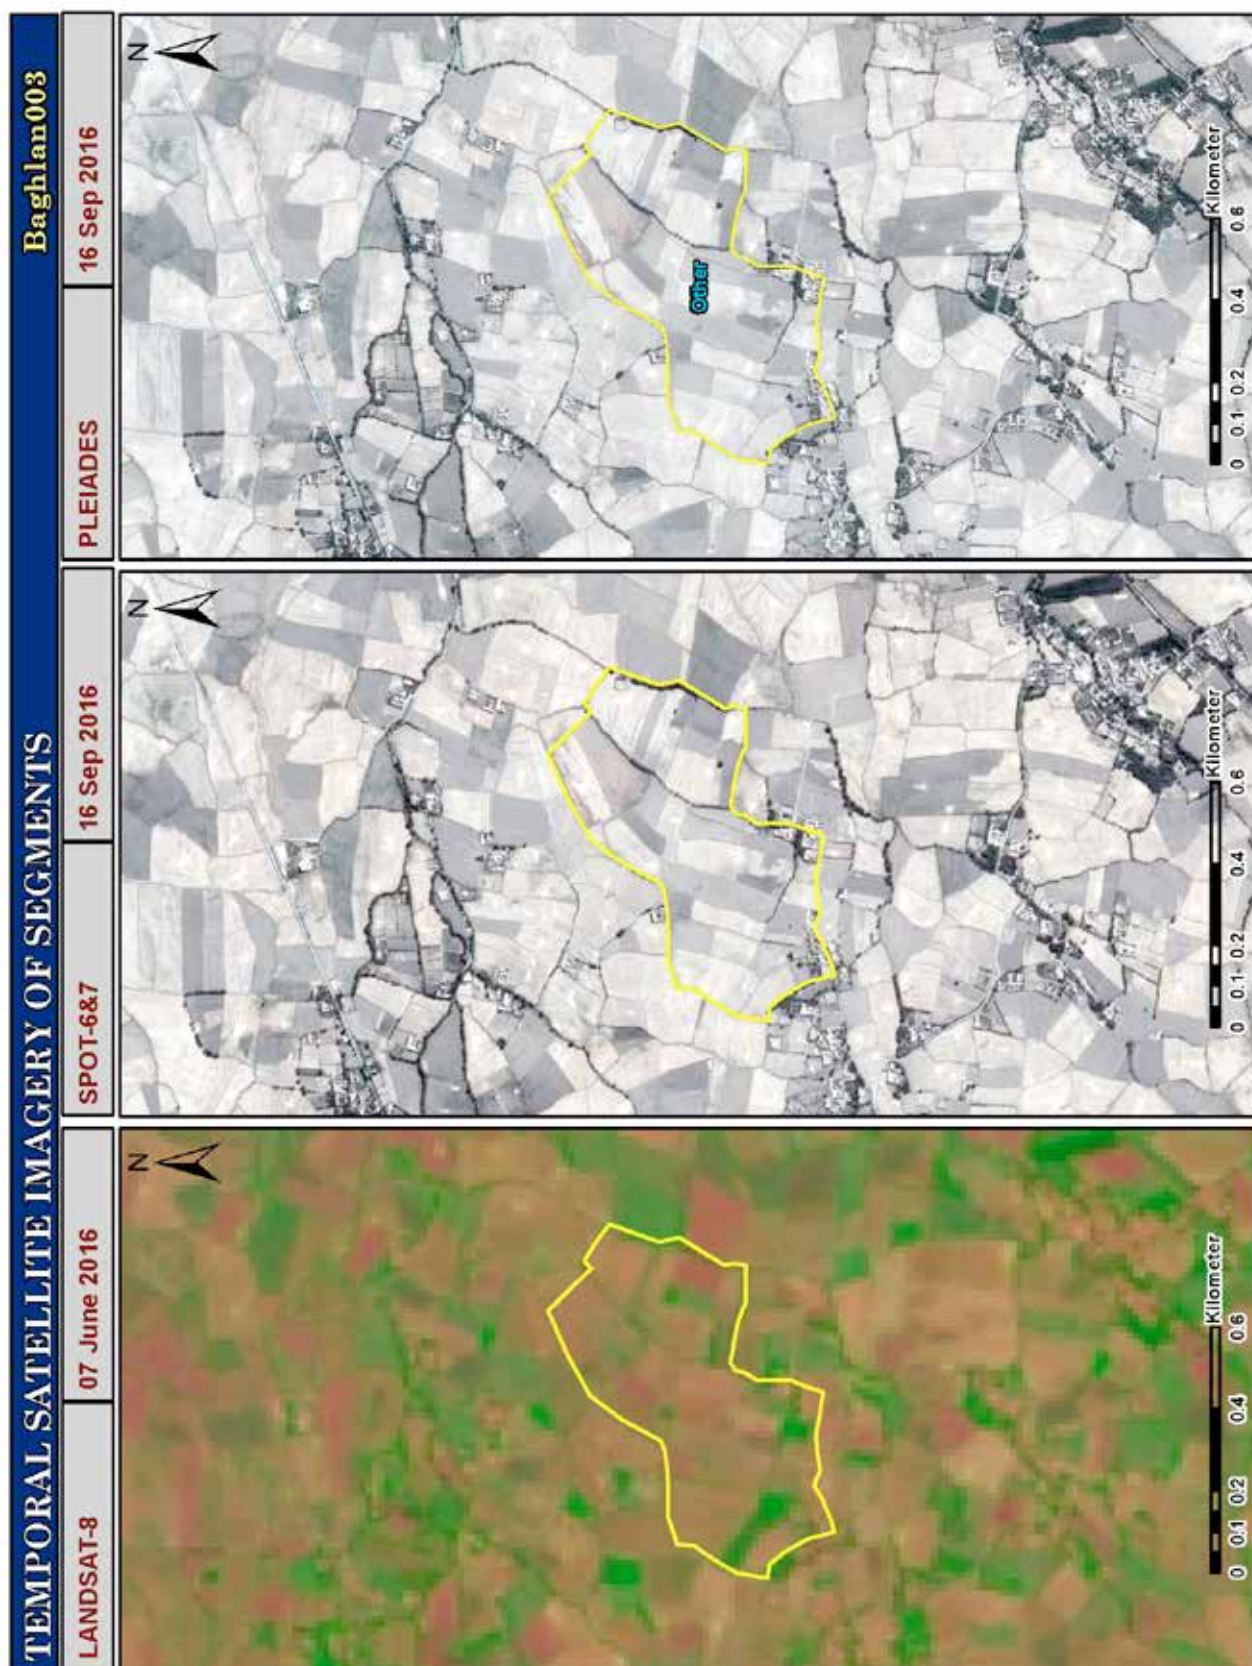 TEMPORAL SATELLITE IMAGERY OF SEGMENTS Baghlan003
LANDSAT-8 07 June 2016 SPOT-6&7 16 Sep 2016 PLEIADES 16 Sep 2016
N
N
N
Other
Kilometer
0 0.1 0.2 0.4 0.6
Kilometer
0 0.1 0.2 0.4 0.6
Kilometer
0 0.1 0.2 0.4 0.6